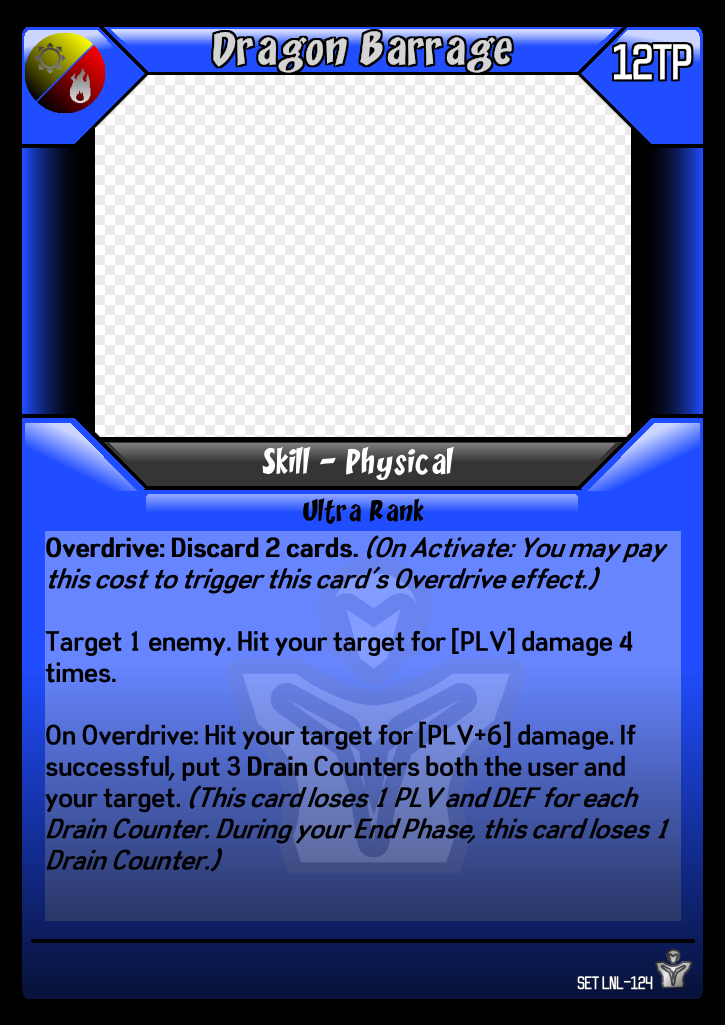 Dragon Barrage
12TP
Skill - Physical
Ultra Rank
Overdrive: Discard 2 cards. (On Activate: You may pay
this cost to trigger this card's Overdrive effect.)
Target 1 enemy. Hit your target for [PLV] damage 4
times.
On Overdrive: Hit your target for [PLV+6] damage. If
successful, put 3 Drain Counters both the user and
your target. (This card loses 1 PLV and DEF for each
Drain Counter. During your End Phase, this card loses 1
Drain Counter.)
SET LNL-124